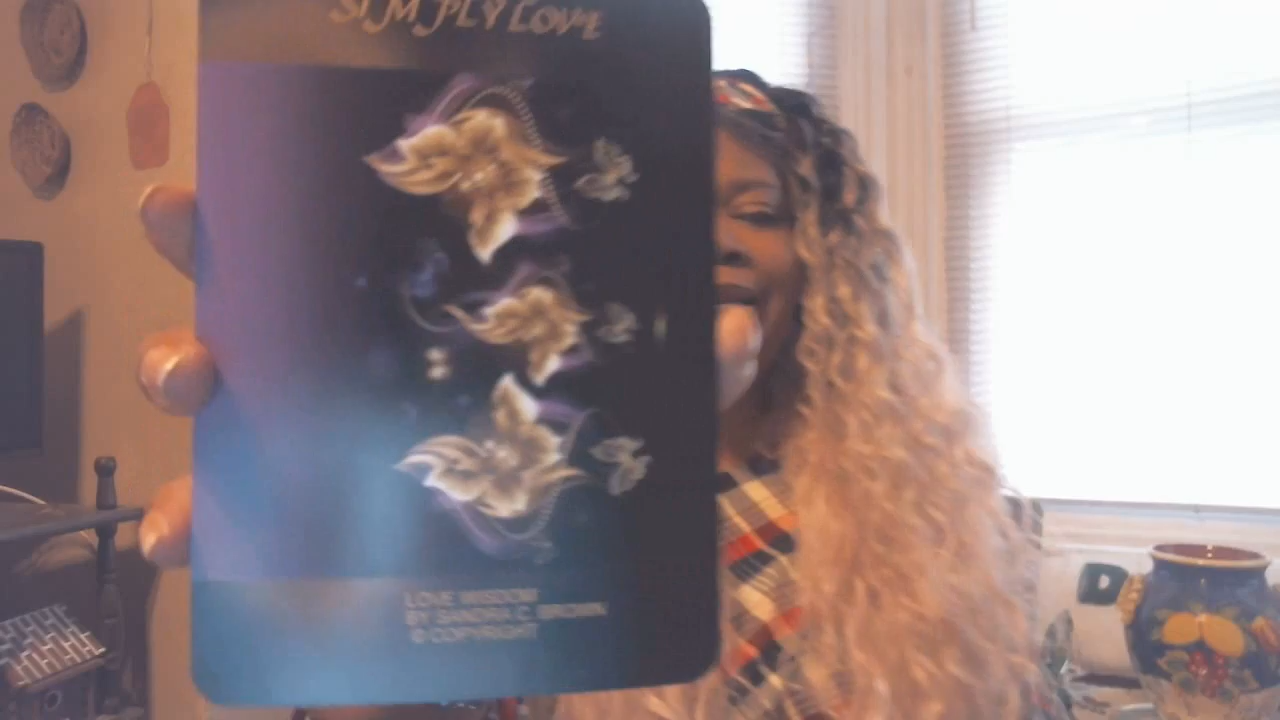 SIMPLY LOVE
LOVE WISDOM
BY SANDRA C. BROWN
© COPYRIGHT
D